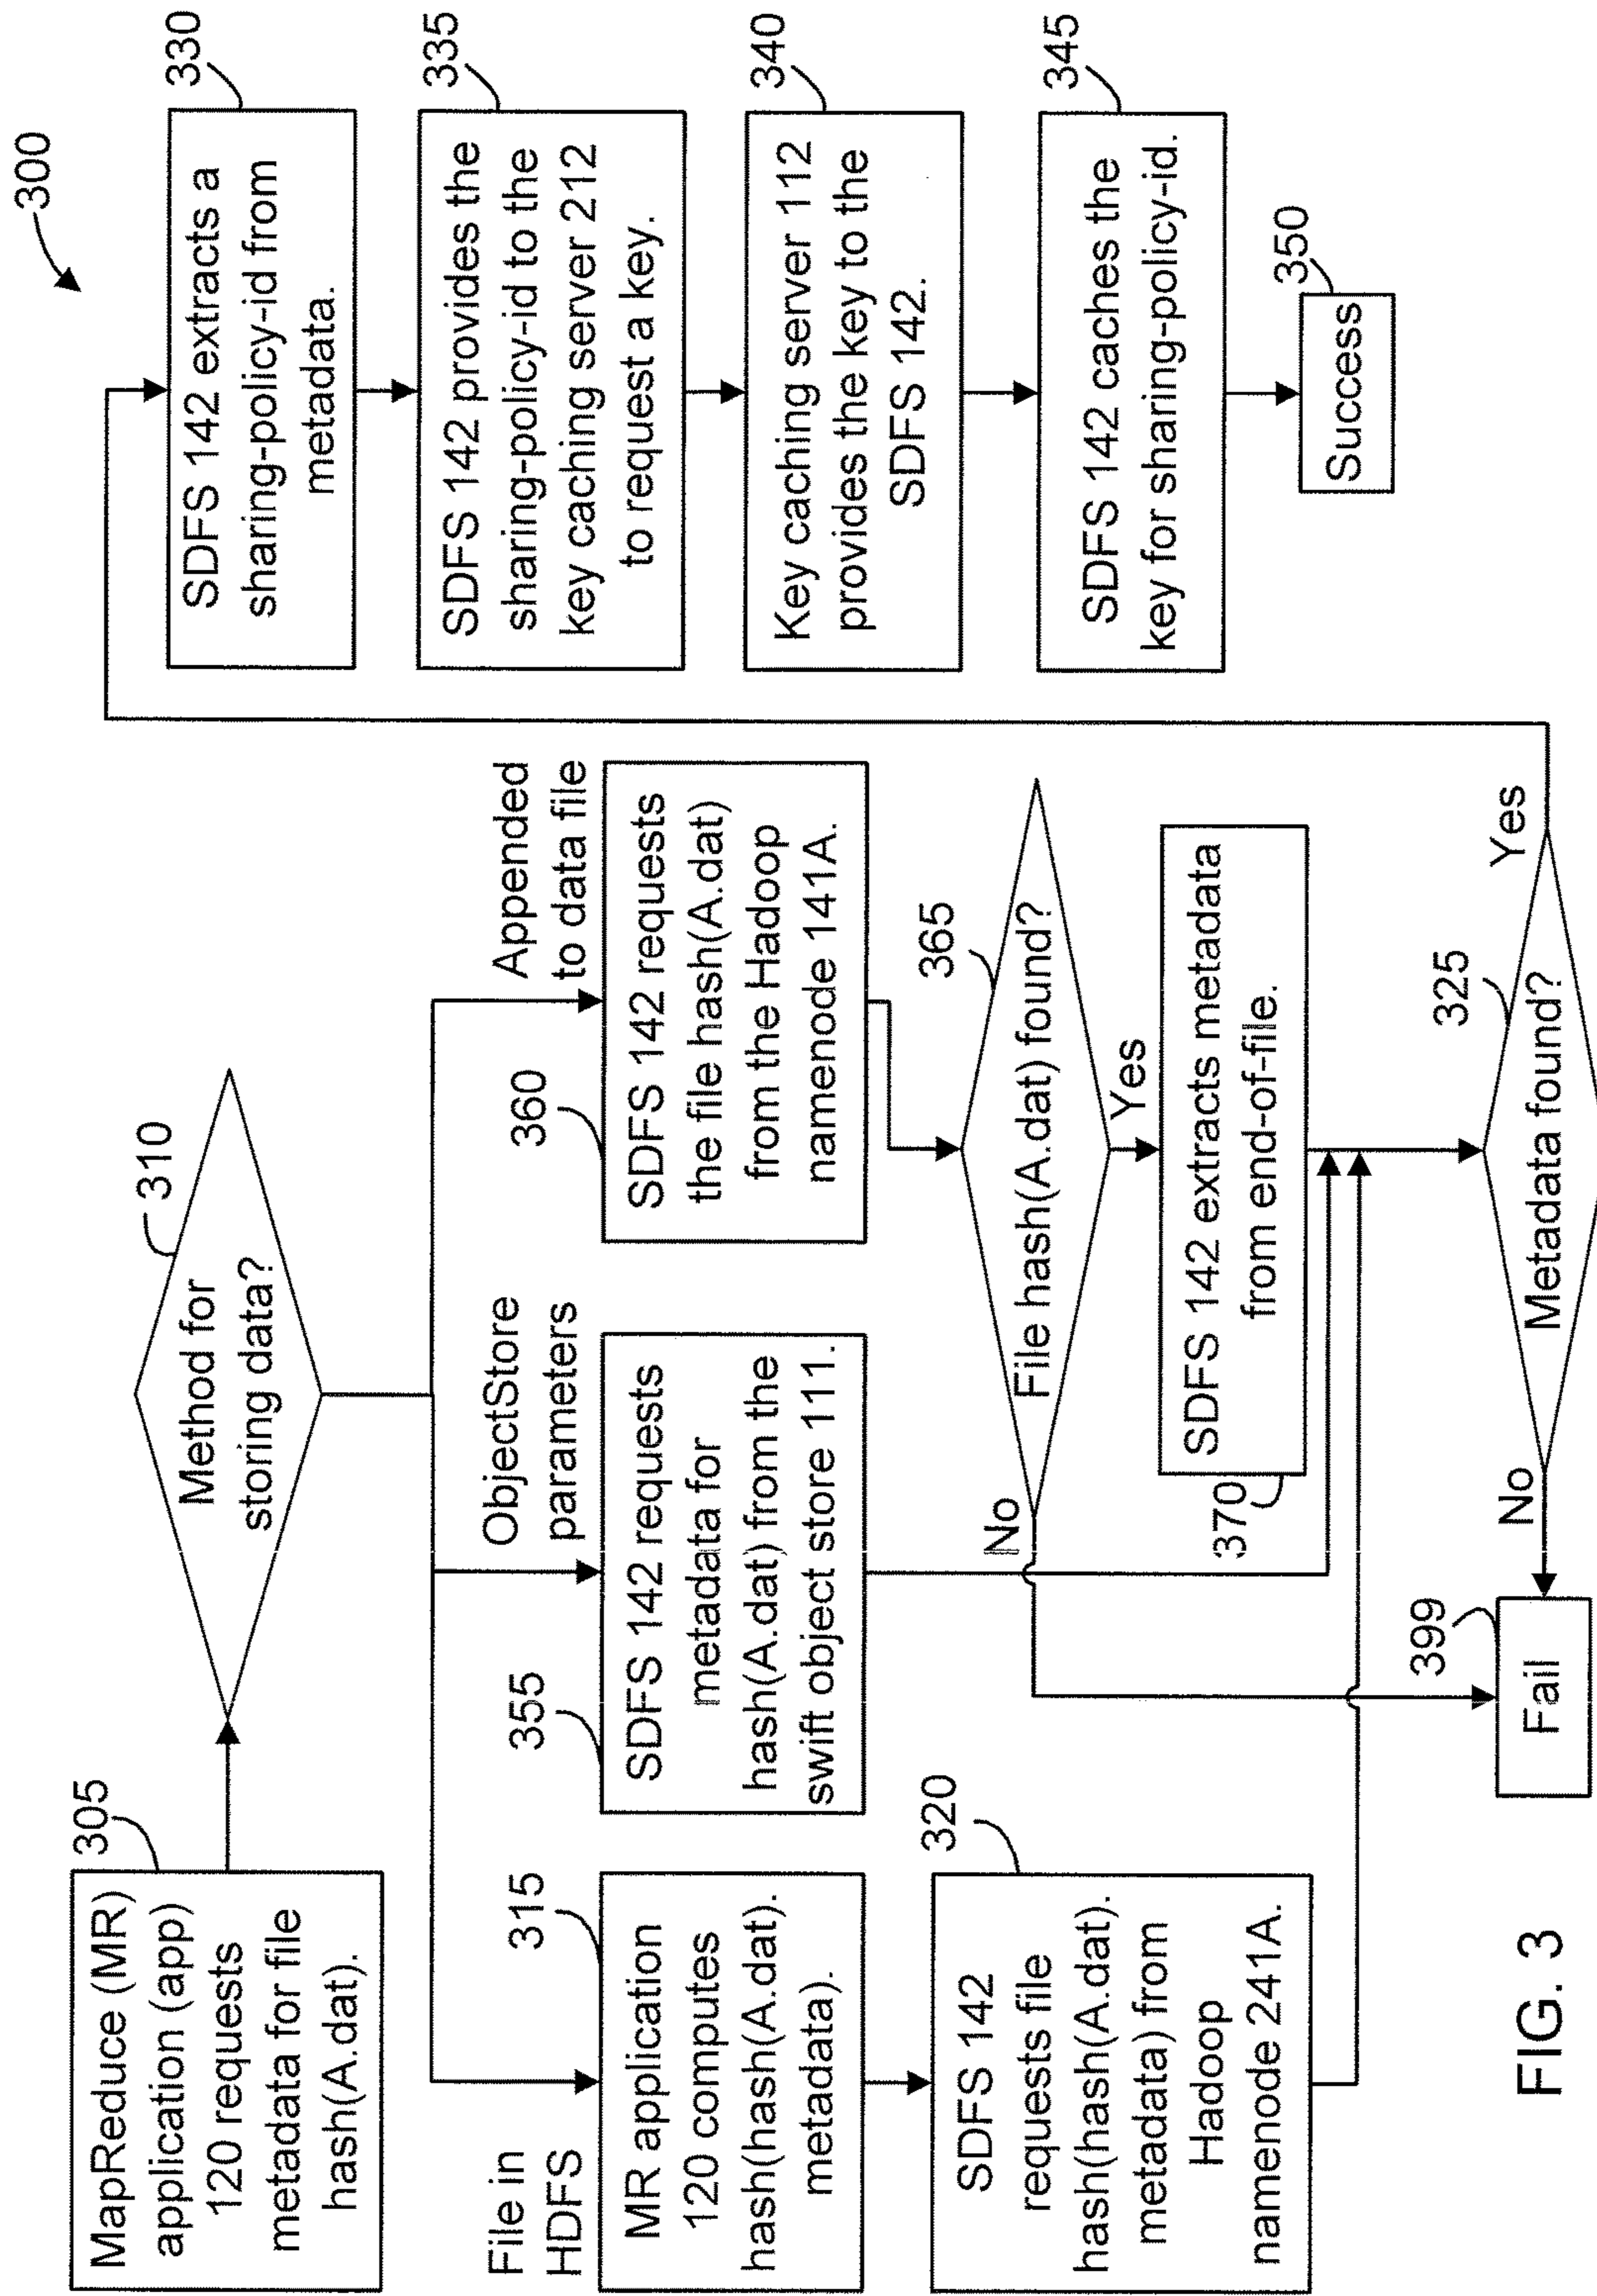 300
305
MapReduce (MR)
application (app)
120 requests
metadata for file
hash(A.dat).
310
Method for
storing data?
File in
HDFS
315
MR application
120 computes
hash(hash(A.dat).
metadata).
320
SDFS 142
requests file
hash(hash(A.dat).
metadata) from
Hadoop
namenode 241A.
ObjectStore
parameters
355
SDFS 142 requests
metadata for
hash(A.dat) from the
swift object store 111.
Appended
to data file
360
SDFS 142 requests
the file hash(A.dat)
from the Hadoop
namenode 141A.
365
File hash(A.dat) found?
No
Yes
370
SDFS 142 extracts metadata
from end-of-file.
325
Metadata found?
No
Yes
399
Fail
330
SDFS 142 extracts a
sharing-policy-id from
metadata.
335
SDFS 142 provides the
sharing-policy-id to the
key caching server 212
to request a key.
340
Key caching server 112
provides the key to the
SDFS 142.
345
SDFS 142 caches the
key for sharing-policy-id.
350
Success
FIG. 3